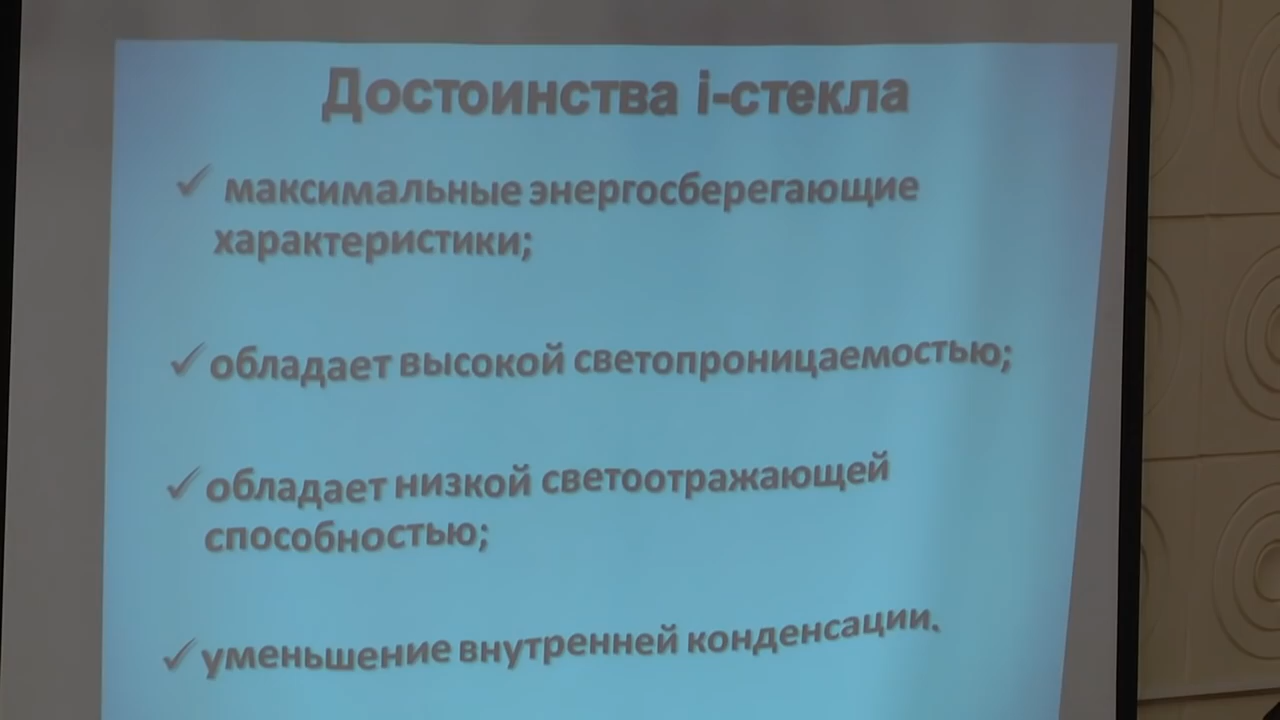 Достоинства i-стекла
✓ максимальные энергосберегающие
характеристики;
✓ обладает высокой светопроницаемостью;
✓ обладает низкой светоотражающей
способностью;
✓ уменьшение внутренней конденсации.